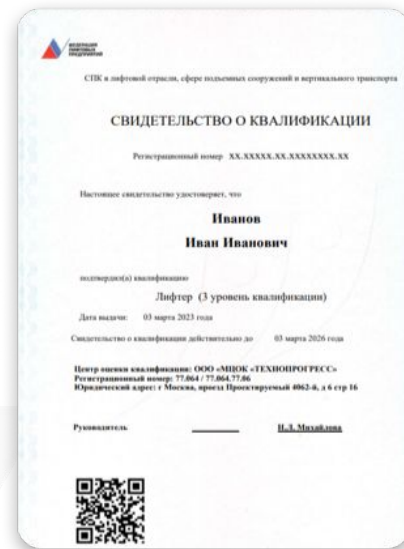 ФЕДЕРАЦИЯ
ЛИФТОВЫХ
ПРЕДПРИЯТИЙ
СПК в лифтовой отрасли, сфере подъемных сооружений и вертикального транспорта
СВИДЕТЕЛЬСТВО О КВАЛИФИКАЦИИ
Регистрационный номер XX.XXXXX.XX.XXXXXXXX.XX
Настоящее свидетельство удостоверяет, что
Иванов
Иван Иванович
подтвердил(а) квалификацию
Лифтер (3 уровень квалификации)
Дата выдачи: 03 марта 2023 года
Свидетельство о квалификации действительно до 03 марта 2026 года
Центр оценки квалификации: ООО «МЦОК «ТЕХНОПРОГРЕСС»
Регистрационный номер: 77.064 / 77.064.77.06
Юридический адрес: г Москва, проезд Проектируемый 4062-й, д 6 стр 16
Руководитель Н.Л. Михайлова